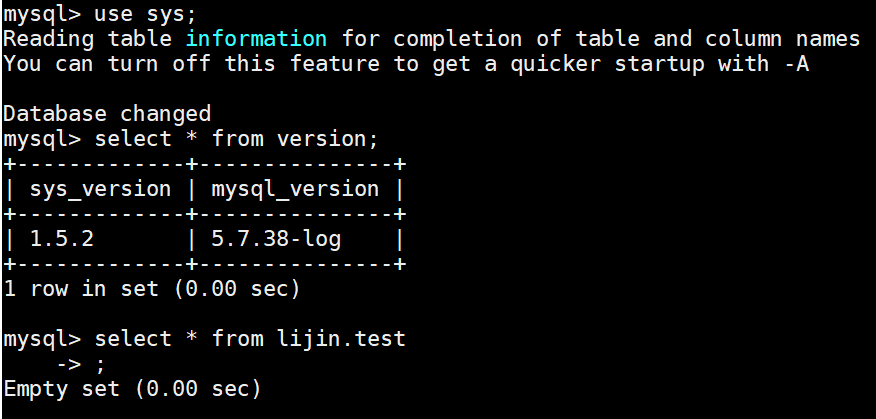 mysql> use sys;
Reading table information for completion of table and column names
You can turn off this feature to get a quicker startup with -A
Database changed
mysql> select * from version;
+-------------+---------------+
| sys_version | mysql_version |
+-------------+---------------+
| 1.5.2       | 5.7.38-log    |
+-------------+---------------+
1 row in set (0.00 sec)
mysql> select * from lijin.test
    -> ;
Empty set (0.00 sec)